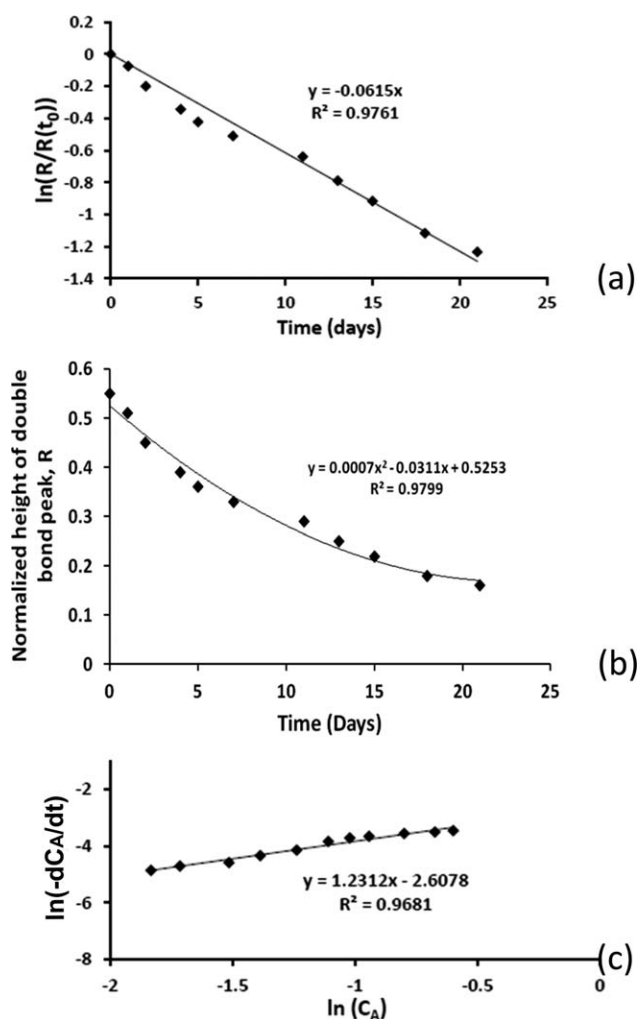 0.2
0
-0.2
-0.4
-0.6
-0.8
-1
-1.2
-1.4
ln(R/R(t₀))
y = -0.0615x
R² = 0.9761
0 5 10 15 20 25
Time (days)
(a)
0.6
0.5
0.4
0.3
0.2
0.1
0
Normalized height of double
bond peak, R
y = 0.0007x² - 0.0311x + 0.5253
R² = 0.9799
0 5 10 15 20 25
Time (Days)
(b)
-2
-4
-6
-8
ln(-dCA/dt)
y = 1.2312x - 2.6078
R² = 0.9681
-2 -1.5 -1 -0.5 0
ln (CA)
(c)